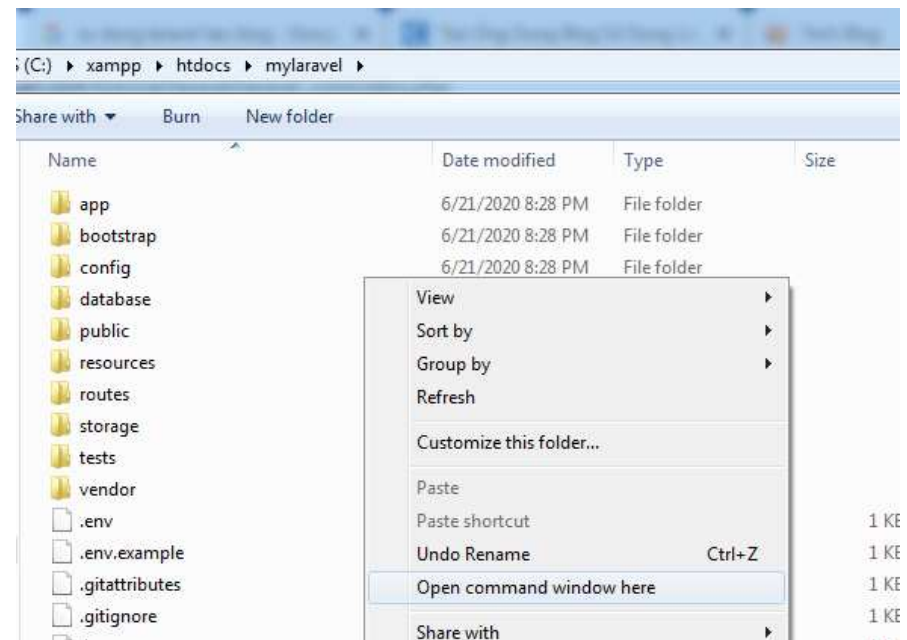 (C:) ▸ xampp ▸ htdocs ▸ mylaravel ▸
Share with ▾ Burn New folder
Name Date modified Type Size
app 6/21/2020 8:28 PM File folder
bootstrap 6/21/2020 8:28 PM File folder
config 6/21/2020 8:28 PM File folder
database
public
resources
routes
storage
tests
vendor
.env 1 KB
.env.example 1 KB
.gitattributes 1 KB
.gitignore 1 KB
View
Sort by
Group by
Refresh
Customize this folder...
Paste
Paste shortcut
Undo Rename Ctrl+Z
Open command window here
Share with